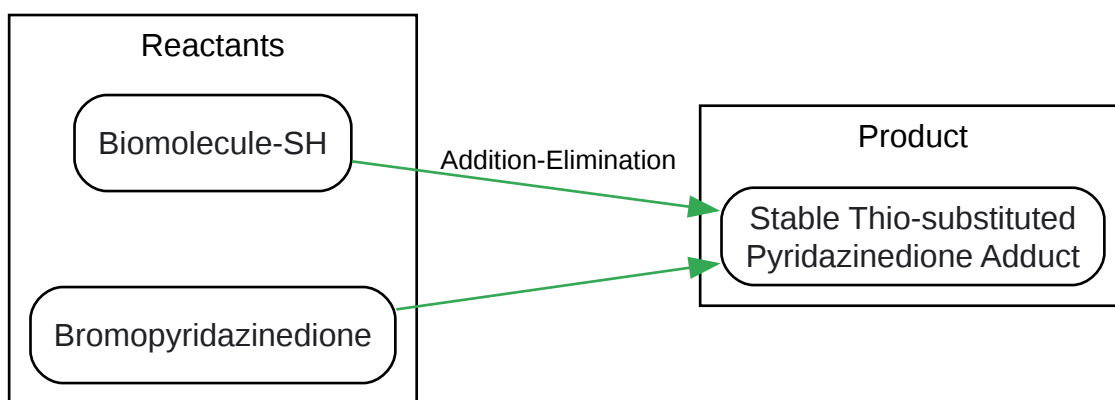 Reactants
Biomolecule-SH
Addition-Elimination
Bromopyridazinedione
Product
Stable Thio-substituted
Pyridazinedione Adduct